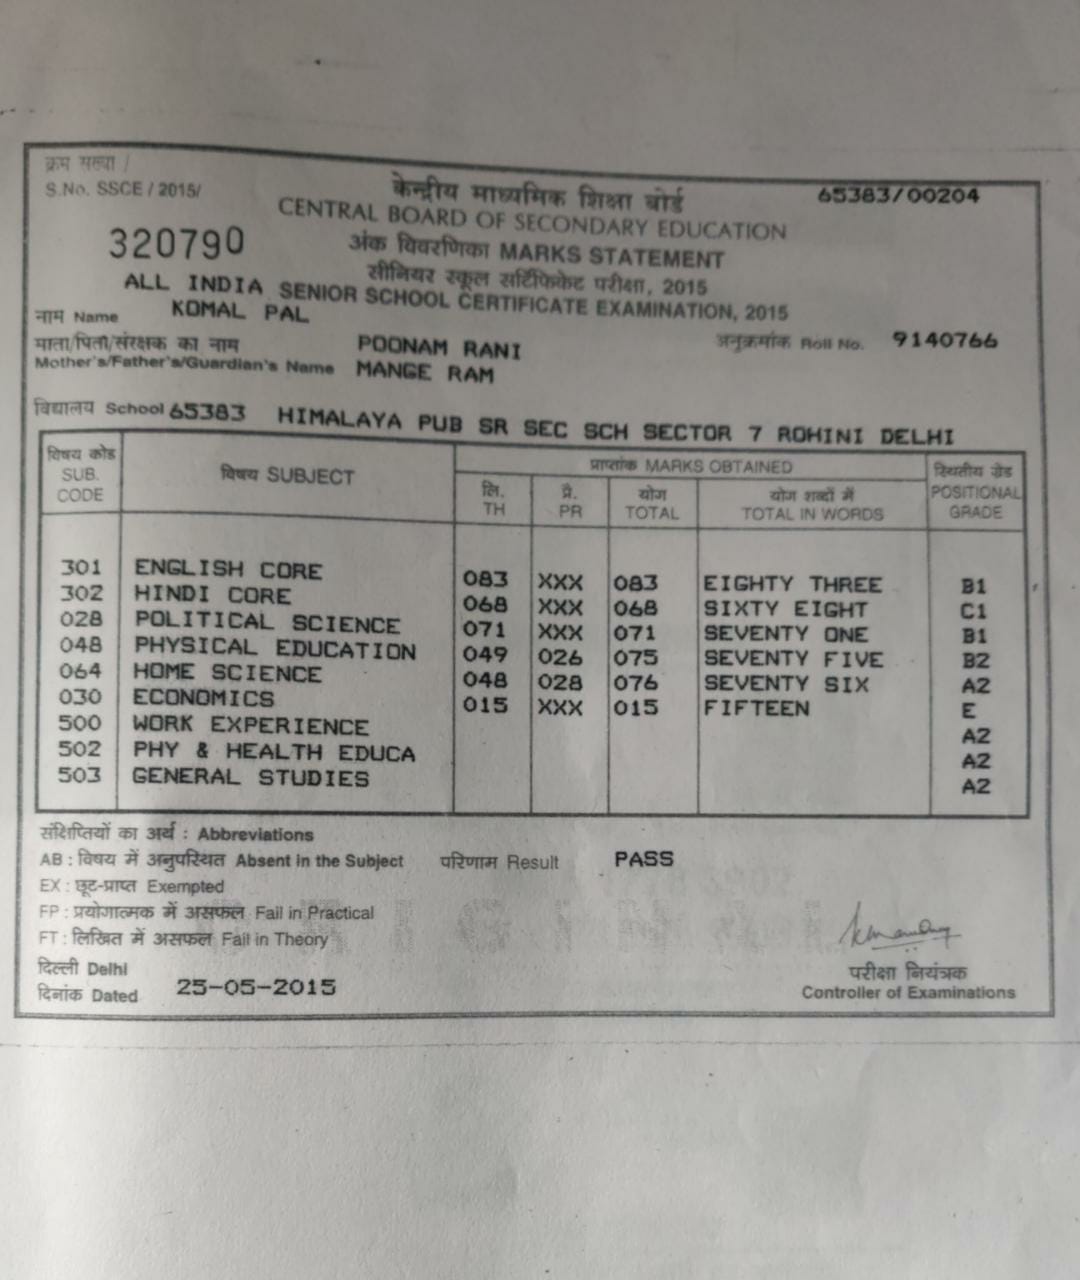 क्रम संख्या /
S.No. SSCE / 2015/
केन्द्रीय माध्यमिक शिक्षा बोर्ड
65383/00204
CENTRAL BOARD OF SECONDARY EDUCATION
320790
अंक विवरणिका MARKS STATEMENT
सीनियर स्कूल सर्टिफिकेट परीक्षा, 2015
ALL INDIA SENIOR SCHOOL CERTIFICATE EXAMINATION, 2015
नाम Name KOMAL PAL
माता/पिता/संरक्षक का नाम POONAM RANI अनुक्रमांक Roll No. 9140766
Mother's/Father's/Guardian's Name MANGE RAM
विद्यालय School 65383 HIMALAYA PUB SR SEC SCH SECTOR 7 ROHINI DELHI
विषय कोड SUB. CODE विषय SUBJECT प्राप्तांक MARKS OBTAINED स्थितीय ग्रेड POSITIONAL GRADE
लि. TH प्रै. PR योग TOTAL योग शब्दों में TOTAL IN WORDS
301 ENGLISH CORE 083 XXX 083 EIGHTY THREE B1
302 HINDI CORE 068 XXX 068 SIXTY EIGHT C1
028 POLITICAL SCIENCE 071 XXX 071 SEVENTY ONE B1
048 PHYSICAL EDUCATION 049 026 075 SEVENTY FIVE B2
064 HOME SCIENCE 048 028 076 SEVENTY SIX A2
030 ECONOMICS 015 XXX 015 FIFTEEN E
500 WORK EXPERIENCE A2
502 PHY & HEALTH EDUCA A2
503 GENERAL STUDIES A2
संक्षिप्तियों का अर्थ : Abbreviations
AB : विषय में अनुपस्थित Absent in the Subject परिणाम Result PASS
EX : छूट-प्राप्त Exempted
FP : प्रयोगात्मक में असफल Fail in Practical
FT : लिखित में असफल Fail in Theory
दिल्ली Delhi
दिनांक Dated 25-05-2015
परीक्षा नियंत्रक
Controller of Examinations